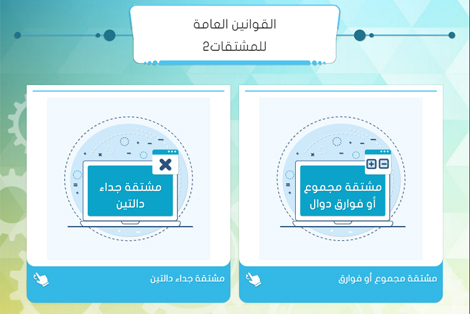 القوانين العامة
للمشتقات2
مشتقة مجموع
أو فوارق دوال
مشتقة مجموع أو فوارق
مشتقة جداء
دالتين
مشتقة جداء دالتين